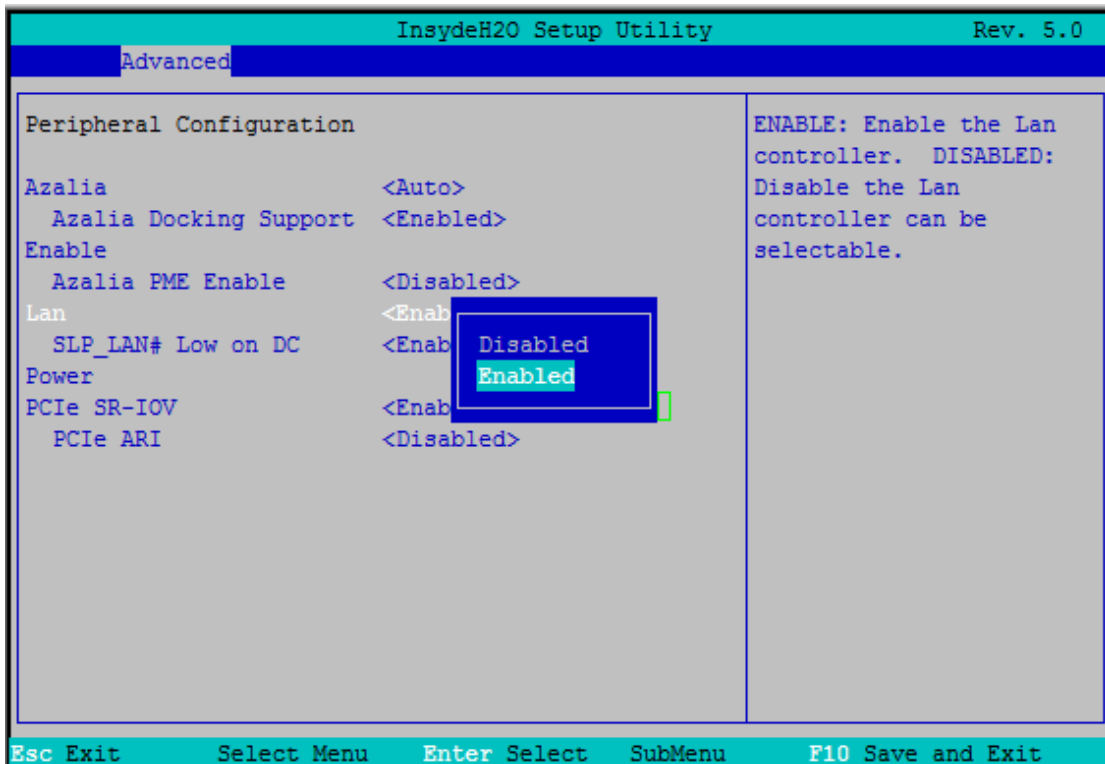 InsydeH20 Setup Utility Rev. 5.0
Advanced
Peripheral Configuration
Azalia <Auto>
Azalia Docking Support <Enabled>
Enable
Azalia PME Enable <Disabled>
Lan <Enab
SLP_LAN# Low on DC <Enab
Power
PCIe SR-IOV <Enab
PCIe ARI <Disabled>
Disabled
Enabled
ENABLE: Enable the Lan
controller. DISABLED:
Disable the Lan
controller can be
selectable.
Esc Exit Select Menu Enter Select SubMenu F10 Save and Exit